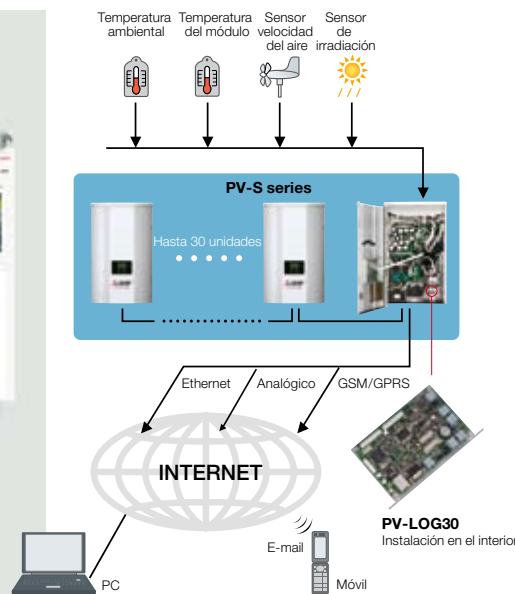 Temperatura
ambiental
Temperatura
del módulo
Sensor
velocidad
del aire
Sensor
de
irradiación
PV-S series
Hasta 30 unidades
Ethernet
Analógico
GSM/GPRS
INTERNET
PV-LOG30
Instalación en el interior
E-mail
PC
Móvil